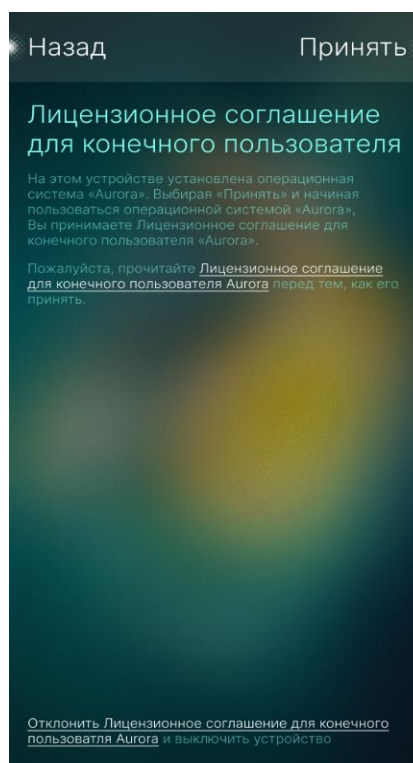 Назад
Принять
Лицензионное соглашение
для конечного пользователя
На этом устройстве установлена операционная
система «Aurora». Выбирая «Принять» и начиная
пользоваться операционной системой «Aurora»,
Вы принимаете Лицензионное соглашение для
конечного пользователя «Aurora».
Пожалуйста, прочитайте Лицензионное соглашение
для конечного пользователя Aurora перед тем, как его
принять.
Отклонить Лицензионное соглашение для конечного
пользоватля Aurora и выключить устройство